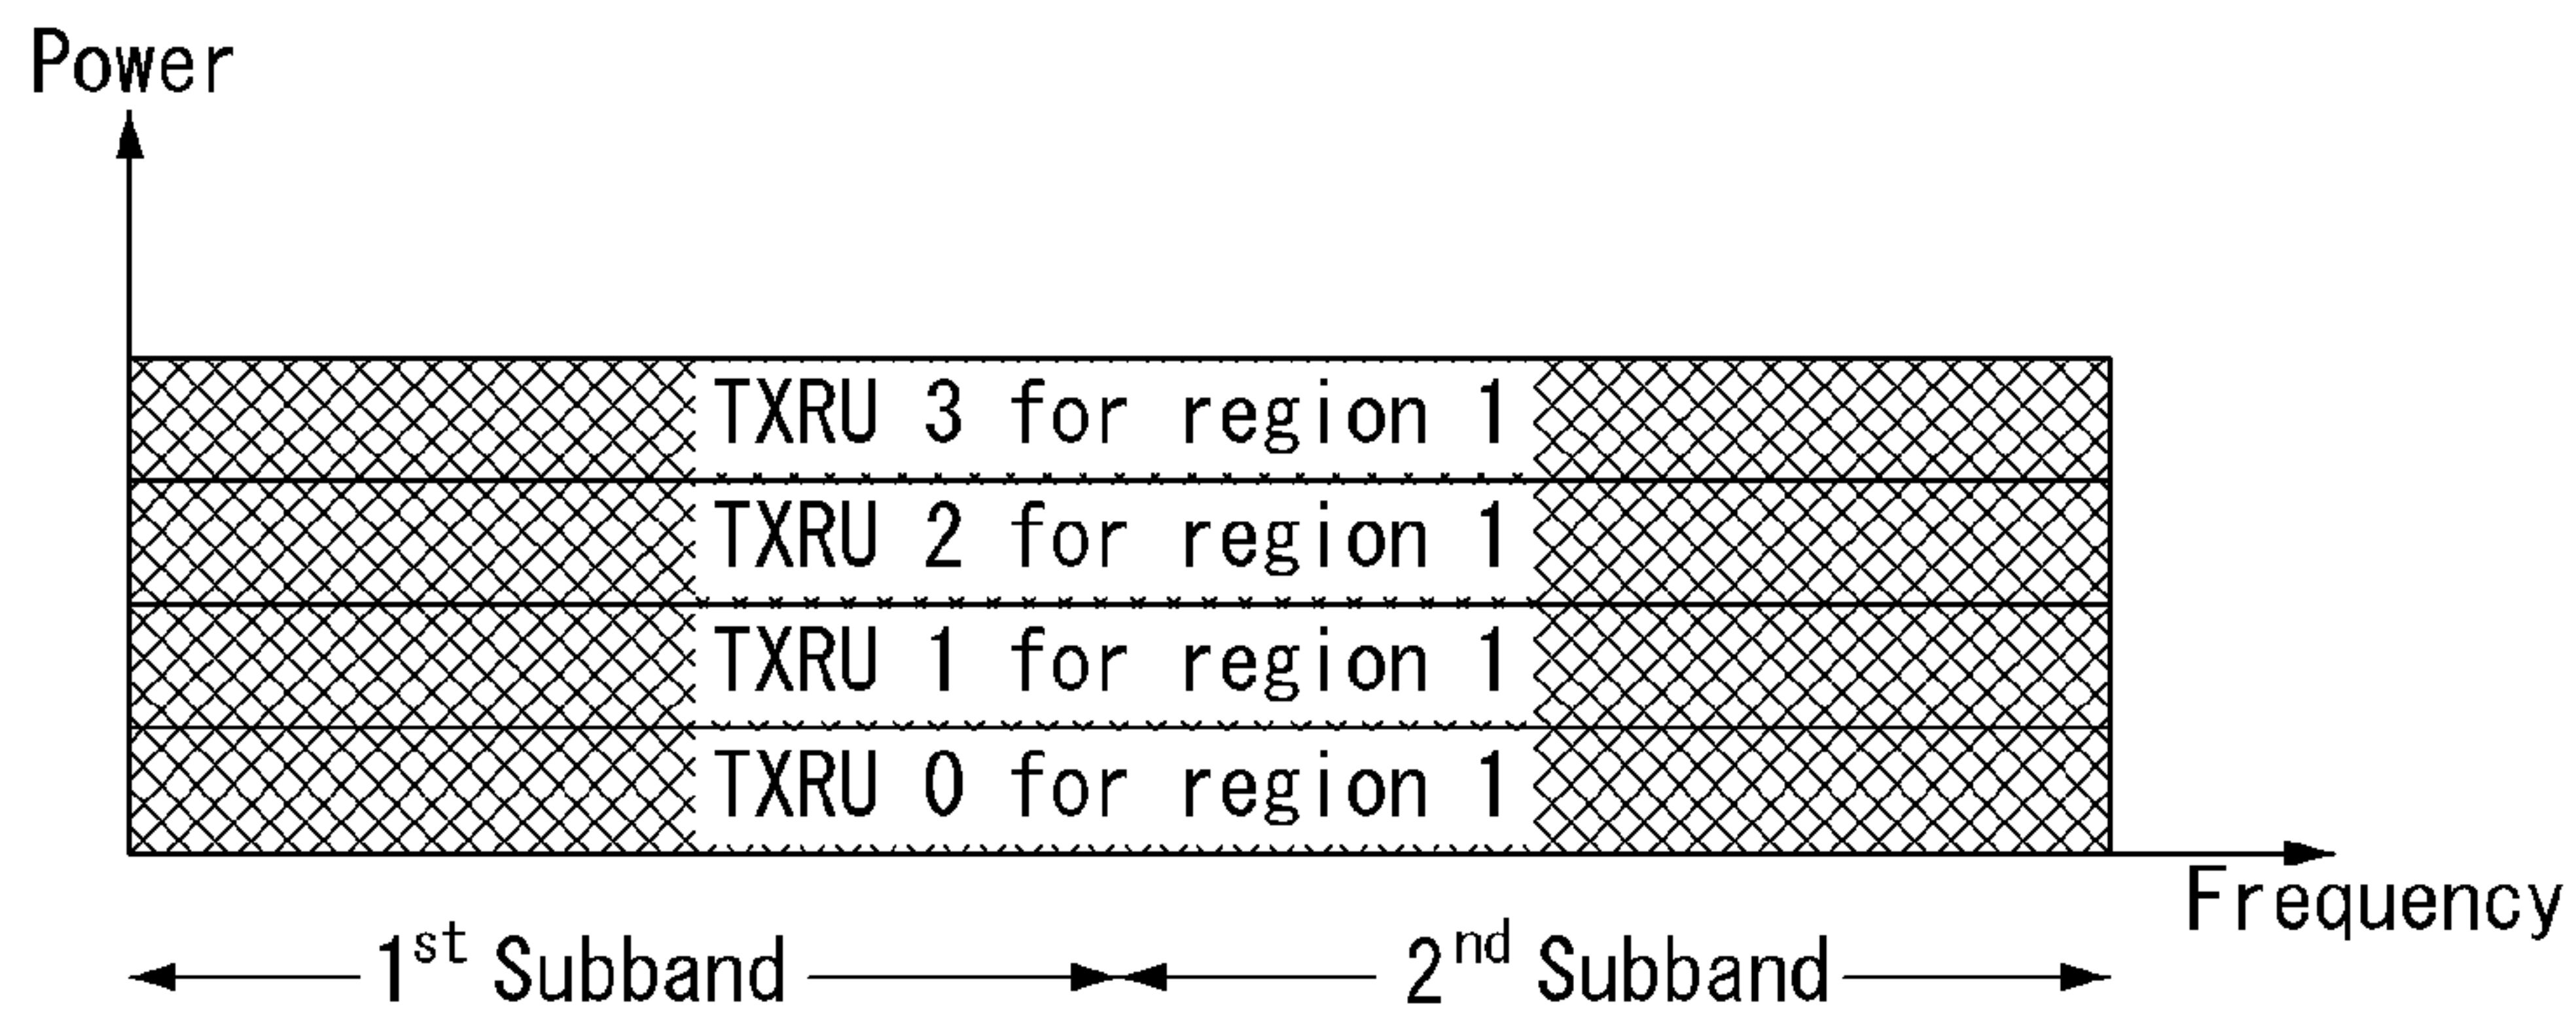 Power
TXRU 3 for region 1
TXRU 2 for region 1
TXRU 1 for region 1
TXRU 0 for region 1
Frequency
1st Subband
2nd Subband